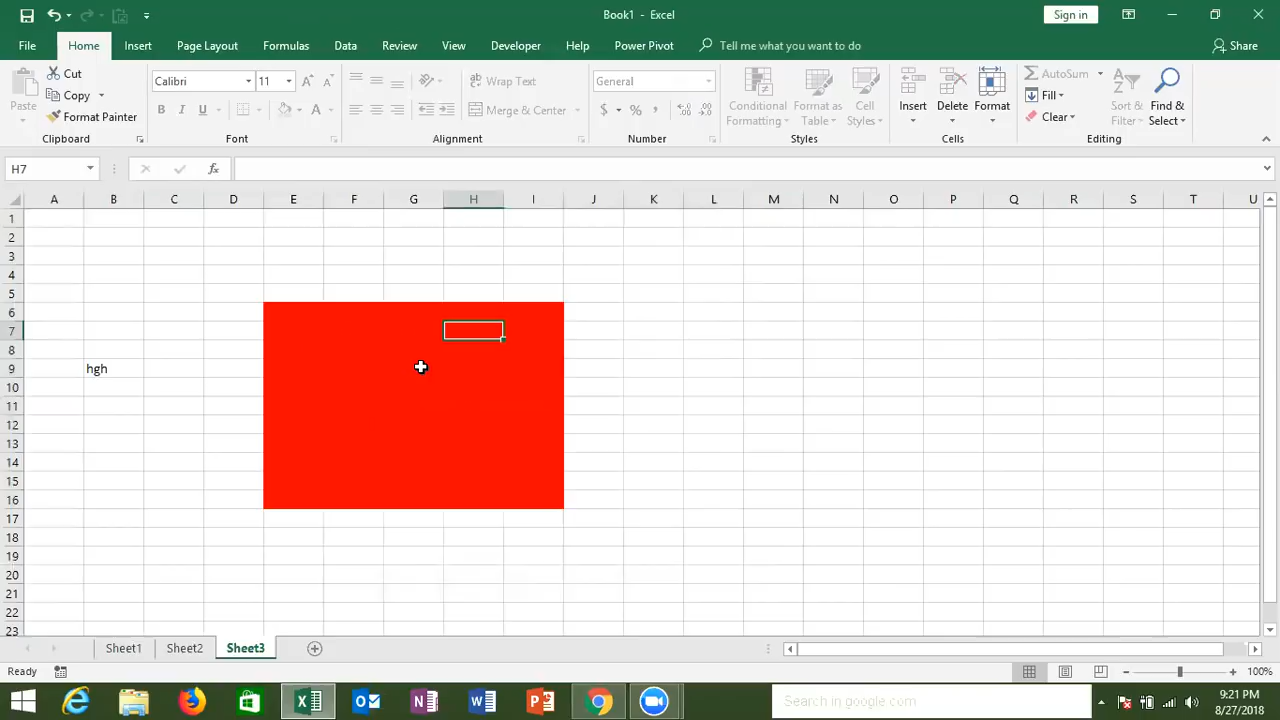 Book1 - Excel
Sign in
File Home Insert Page Layout Formulas Data Review View Developer Help Power Pivot Tell me what you want to do Share
Paste
Cut
Copy
Format Painter
Clipboard
Calibri 11
B I U
Font
Wrap Text
Merge & Center
Alignment
General
$ % ,
Number
Conditional Formatting
Format as Table
Cell Styles
Styles
Insert Delete Format
Cells
AutoSum
Fill
Clear
Sort & Filter
Find & Select
Editing
H7
fx
A B C D E F G H I J K L M N O P Q R S T U
1
2
3
4
5
6
7
8
9 hgh
10
11
12
13
14
15
16
17
18
19
20
21
22
23
Sheet1 Sheet2 Sheet3
Ready
100%
Search in google.com
9:21 PM
8/27/2018